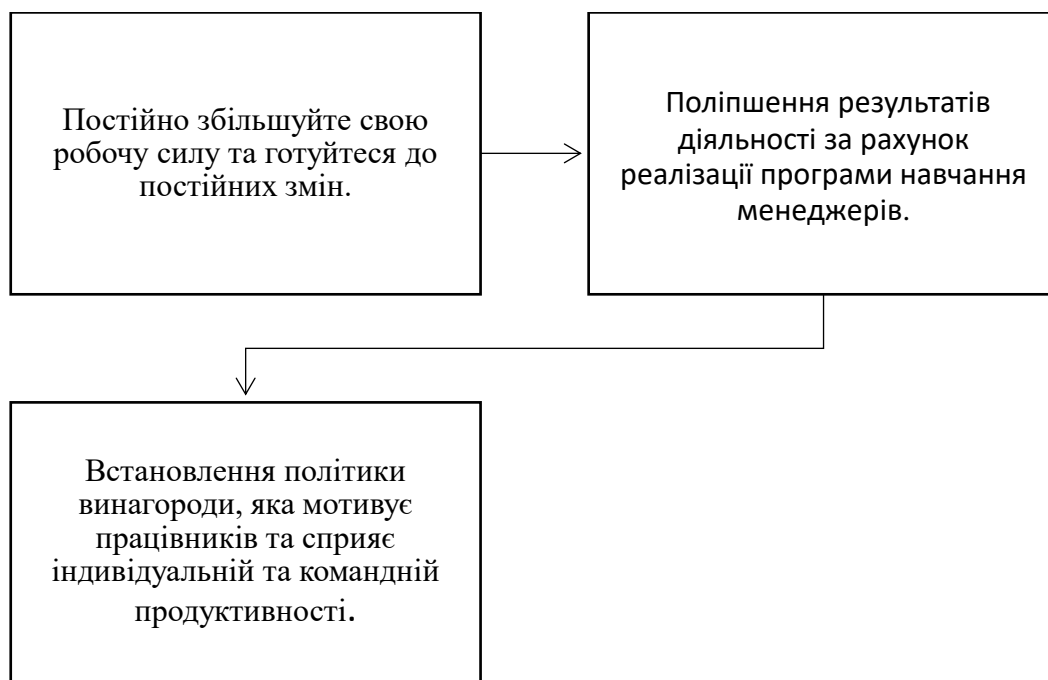 Постійно збільшуйте свою
робочу силу та готуйтеся до
постійних змін.
Поліпшення результатів
діяльності за рахунок
реалізації програми навчання
менеджерів.
Встановлення політики
винагороди, яка мотивує
працівників та сприяє
індивідуальній та командній
продуктивності.